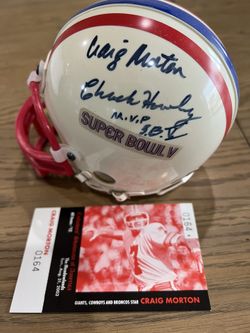 Craig Morton
Chuck Howley
M.V.P
S.B. V
SUPER BOWL V
0164
CRAIG MORTON
0164
GIANTS, COWBOYS AND BRONCOS STAR CRAIG MORTON